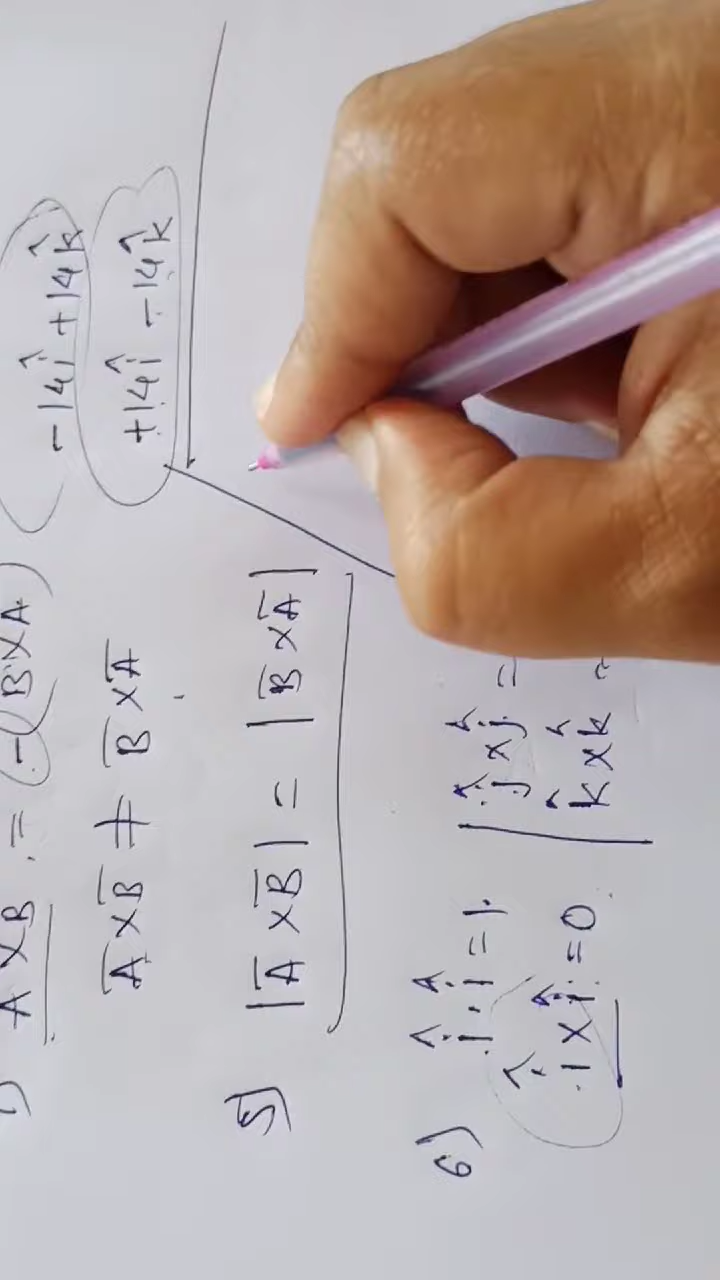 A × B = -(B × A)
-14î + 14k̂
A̅ × B̅ ≠ B̅ × A̅
+14î - 14k̂
5) |A̅ × B̅| = |B̅ × A̅|
6) î . î = 1.
ĵ × ĵ =
î × î = 0.
k̂ × k̂